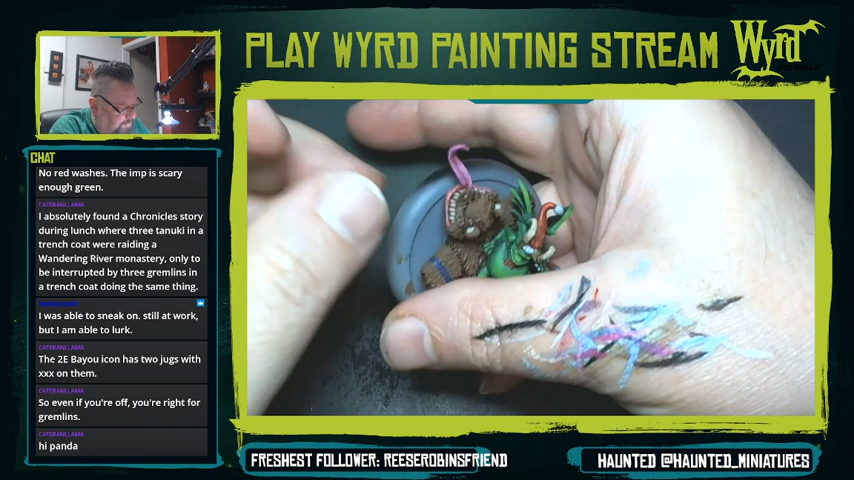 PLAY WYRD PAINTING STREAM
Wyrd
CHAT
No red washes. The imp is scary
enough green.
CATERANLLAMA
I absolutely found a Chronicles story
during lunch where three tanuki in a
trench coat were raiding a
Wandering River monastery, only to
be interrupted by three gremlins in
a trench coat doing the same thing.
I was able to sneak on. still at work,
but I am able to lurk.
CATERANLLAMA
The 2E Bayou icon has two jugs with
xxx on them.
CATERANLLAMA
So even if you're off, you're right for
gremlins.
CATERANLLAMA
hi panda
FRESHEST FOLLOWER: REESEROBINSFRIEND
HAUNTED @HAUNTED_MINIATURES